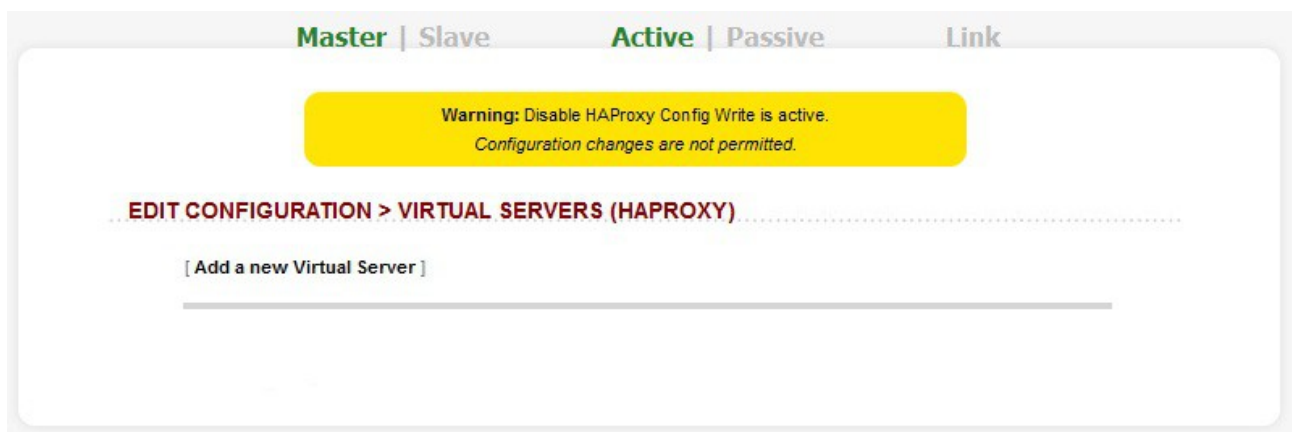 Master | Slave Active | Passive Link
Warning: Disable HAProxy Config Write is active.
Configuration changes are not permitted.
EDIT CONFIGURATION > VIRTUAL SERVERS (HAPROXY)
[ Add a new Virtual Server ]